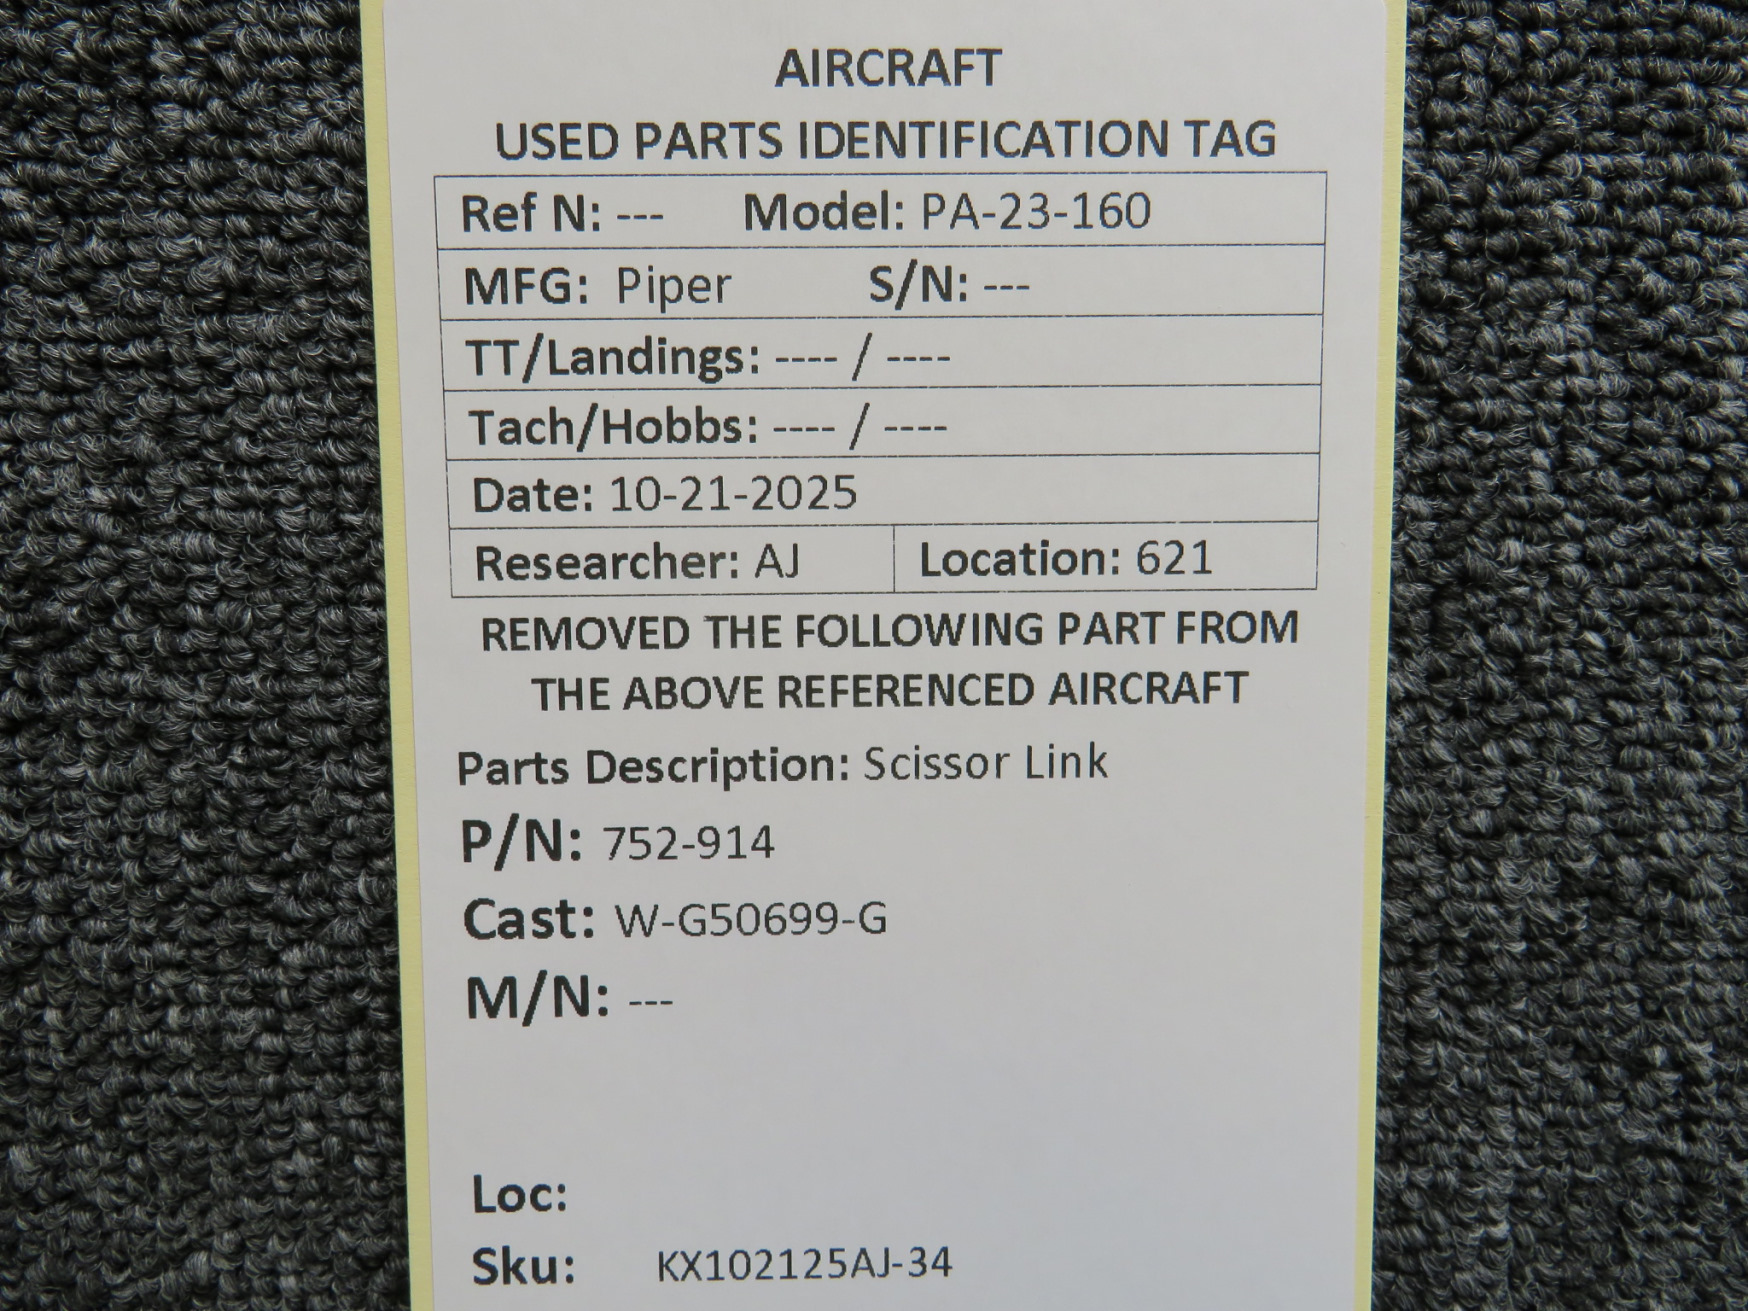 AIRCRAFT
USED PARTS IDENTIFICATION TAG
Ref N: --- Model: PA-23-160
MFG: Piper S/N: ---
TT/Landings: ---- / ----
Tach/Hobbs: ---- / ----
Date: 10-21-2025
Researcher: AJ Location: 621
REMOVED THE FOLLOWING PART FROM
THE ABOVE REFERENCED AIRCRAFT
Parts Description: Scissor Link
P/N: 752-914
Cast: W-G50699-G
M/N: ---
Loc:
Sku: KX102125AJ-34